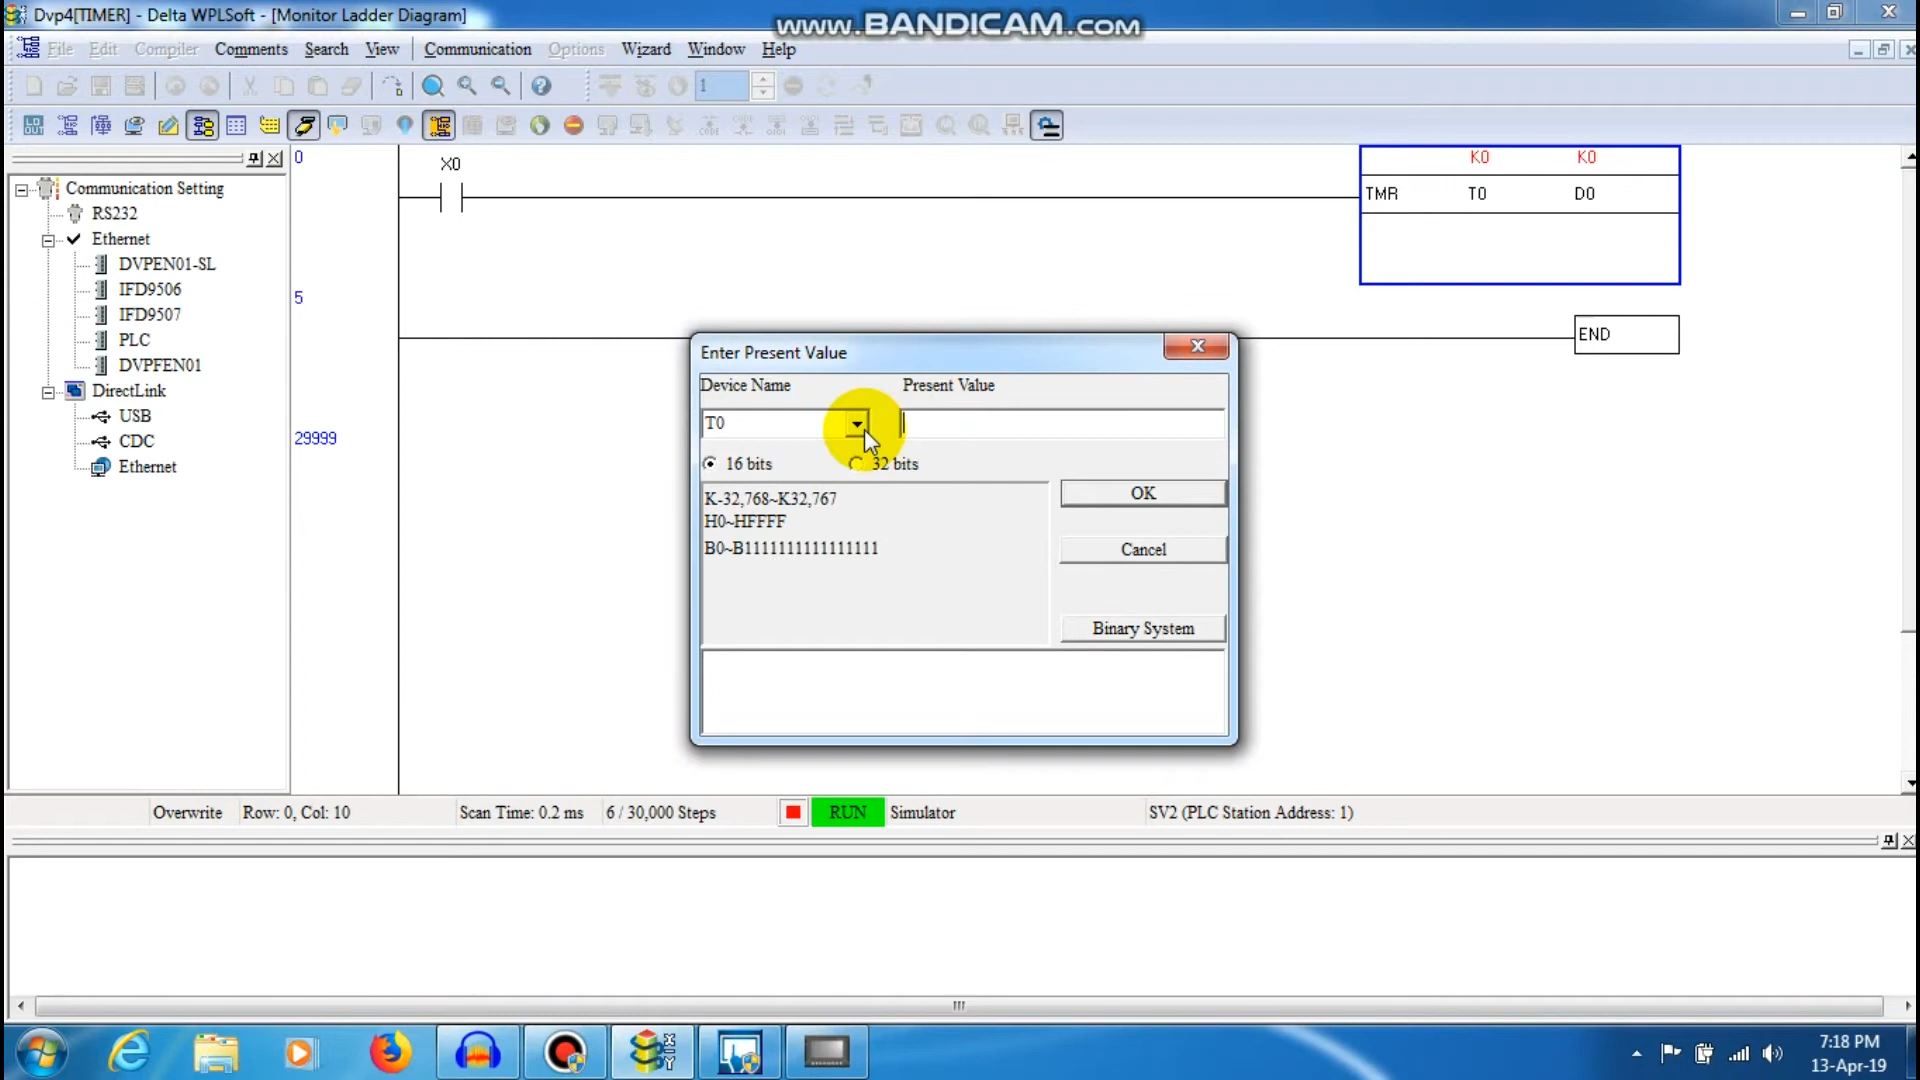 Dvp4[TIMER] - Delta WPLSoft - [Monitor Ladder Diagram]
www.BANDICAM.com
File Edit Compiler Comments Search View Communication Options Wizard Window Help
1
LD
OUT
CODE
CODE
Communication Setting
RS232
Ethernet
DVPEN01-SL
IFD9506
IFD9507
PLC
DVPFEN01
DirectLink
USB
CDC
Ethernet
0
X0
K0 K0
TMR T0 D0
5
END
29999
Enter Present Value
Device Name Present Value
T0
16 bits 32 bits
K-32,768~K32,767
H0~HFFFF
B0~B1111111111111111
OK
Cancel
Binary System
Overwrite Row: 0, Col: 10 Scan Time: 0.2 ms 6 / 30,000 Steps RUN Simulator SV2 (PLC Station Address: 1)
7:18 PM
13-Apr-19